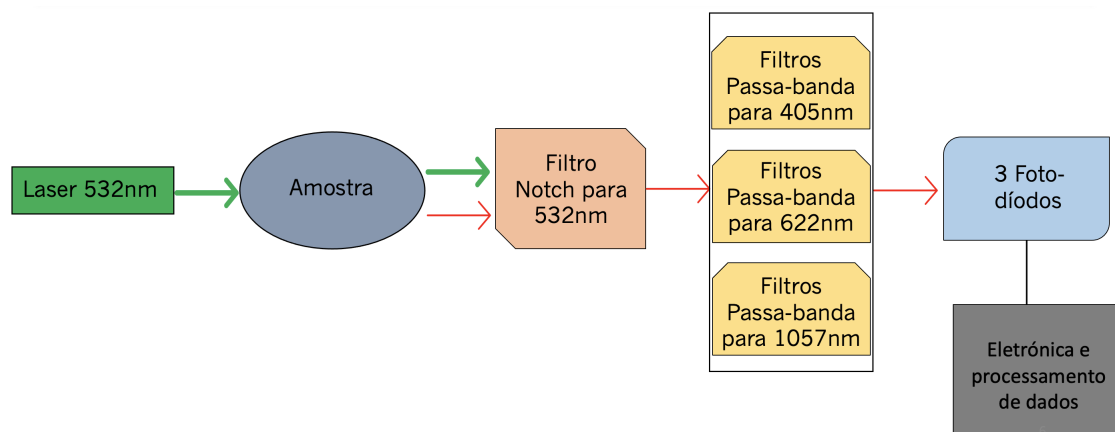 Laser 532nm
Amostra
Filtro
Notch para
532nm
Filtros
Passa-banda
para 405nm
Filtros
Passa-banda
para 622nm
Filtros
Passa-banda
para 1057nm
3 Foto-
díodos
Eletrónica e
processamento
de dados